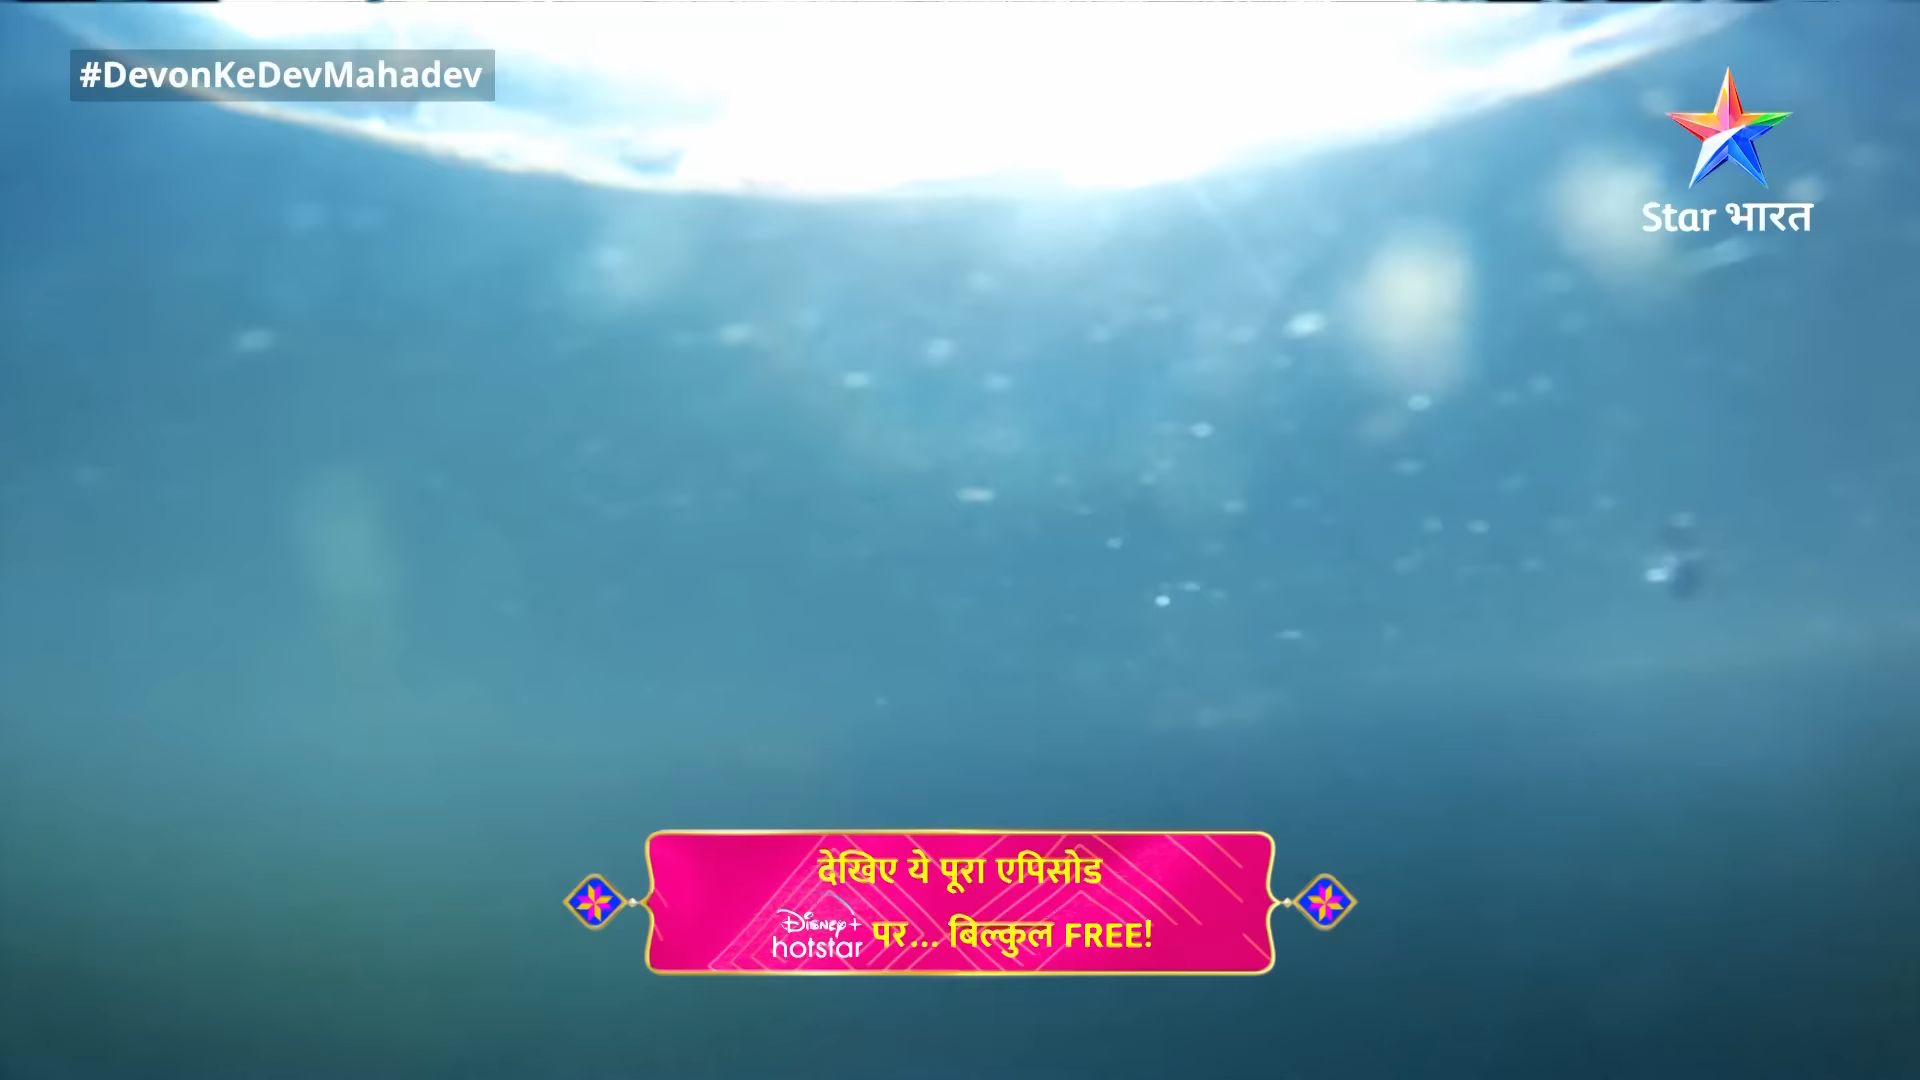 #DevonKeDevMahadev
Star भारत
देखिए ये पूरा एपिसोड
Disney+ hotstar पर... बिल्कुल FREE!